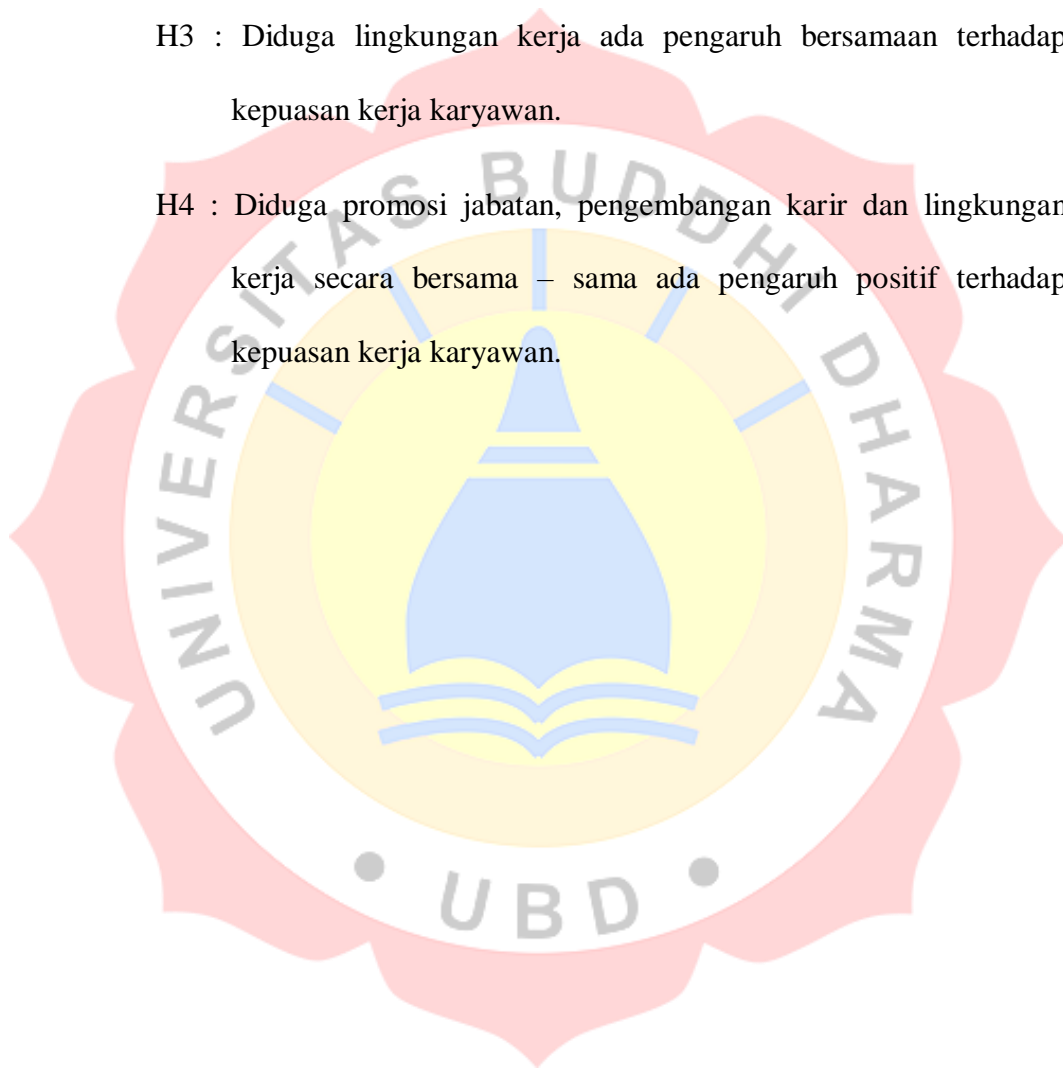 H3 : Diduga lingkungan kerja ada pengaruh bersamaan terhadap
kepuasan kerja karyawan.
H4 : Diduga promosi jabatan, pengembangan karir dan lingkungan
kerja secara bersama – sama ada pengaruh positif terhadap
kepuasan kerja karyawan.
UNIVERSITAS BUDDHI DHARMA
• UBD •